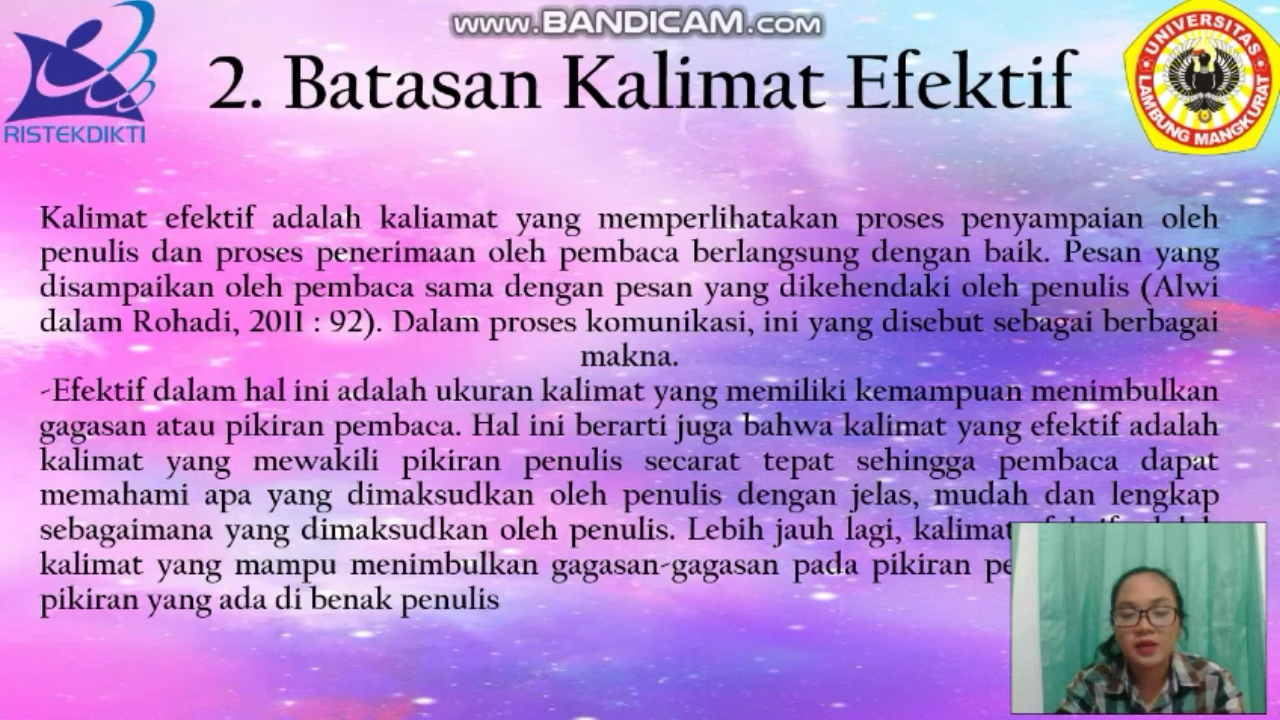 www.BANDICAM.com
2. Batasan Kalimat Efektif
RISTEKDIKTI
UNIVERSITAS
LAMBUNG MANGKURAT
Kalimat efektif adalah kaliamat yang memperlihatakan proses penyampaian oleh
penulis dan proses penerimaan oleh pembaca berlangsung dengan baik. Pesan yang
disampaikan oleh pembaca sama dengan pesan yang dikehendaki oleh penulis (Alwi
dalam Rohadi, 2011 : 92). Dalam proses komunikasi, ini yang disebut sebagai berbagai
makna.
-Efektif dalam hal ini adalah ukuran kalimat yang memiliki kemampuan menimbulkan
gagasan atau pikiran pembaca. Hal ini berarti juga bahwa kalimat yang efektif adalah
kalimat yang mewakili pikiran penulis secarat tepat sehingga pembaca dapat
memahami apa yang dimaksudkan oleh penulis dengan jelas, mudah dan lengkap
sebagaimana yang dimaksudkan oleh penulis. Lebih jauh lagi, kalimat
kalimat yang mampu menimbulkan gagasan-gagasan pada pikiran
pikiran yang ada di benak penulis